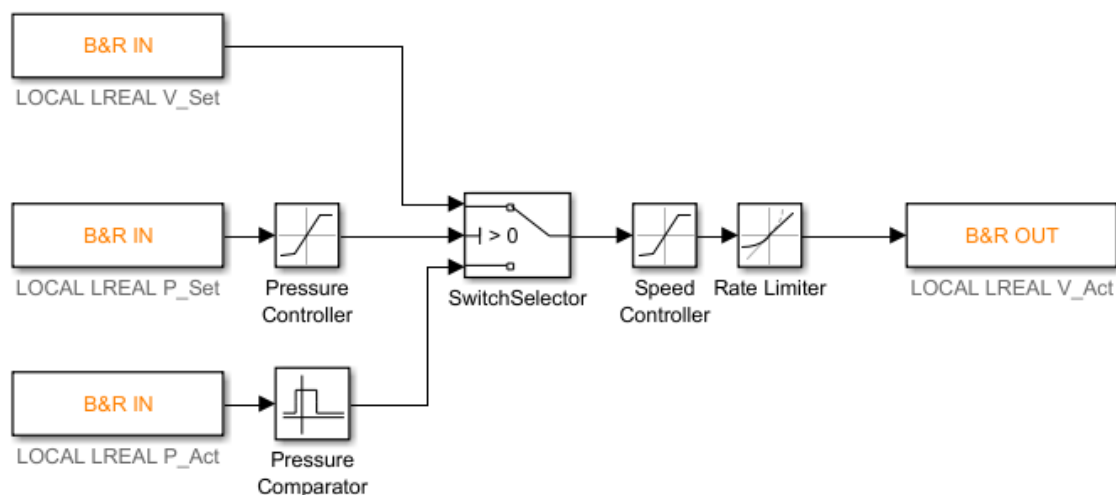 B&R IN
LOCAL LREAL V_Set
B&R IN
LOCAL LREAL P_Set
Pressure
Controller
> 0
SwitchSelector
Speed
Controller
Rate Limiter
B&R OUT
LOCAL LREAL V_Act
B&R IN
LOCAL LREAL P_Act
Pressure
Comparator